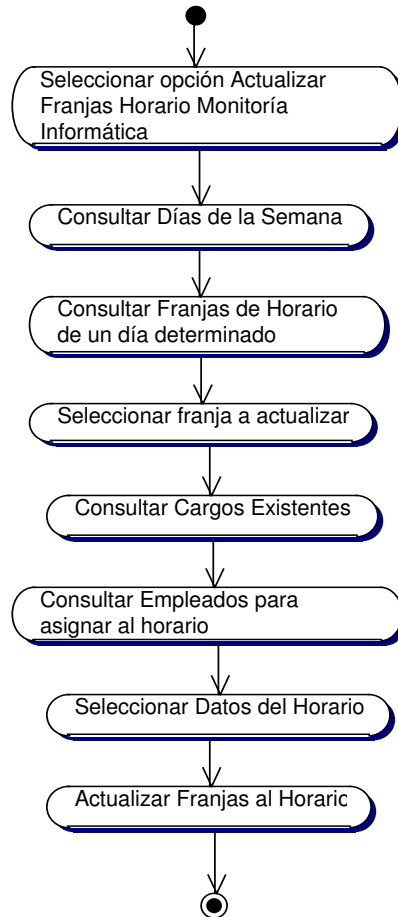 Seleccionar opción Actualizar
Franjas Horario Monitoría
Informática
Consultar Días de la Semana
Consultar Franjas de Horario
de un día determinado
Seleccionar franja a actualizar
Consultar Cargos Existentes
Consultar Empleados para
asignar al horario
Seleccionar Datos del Horario
Actualizar Franjas al Horario